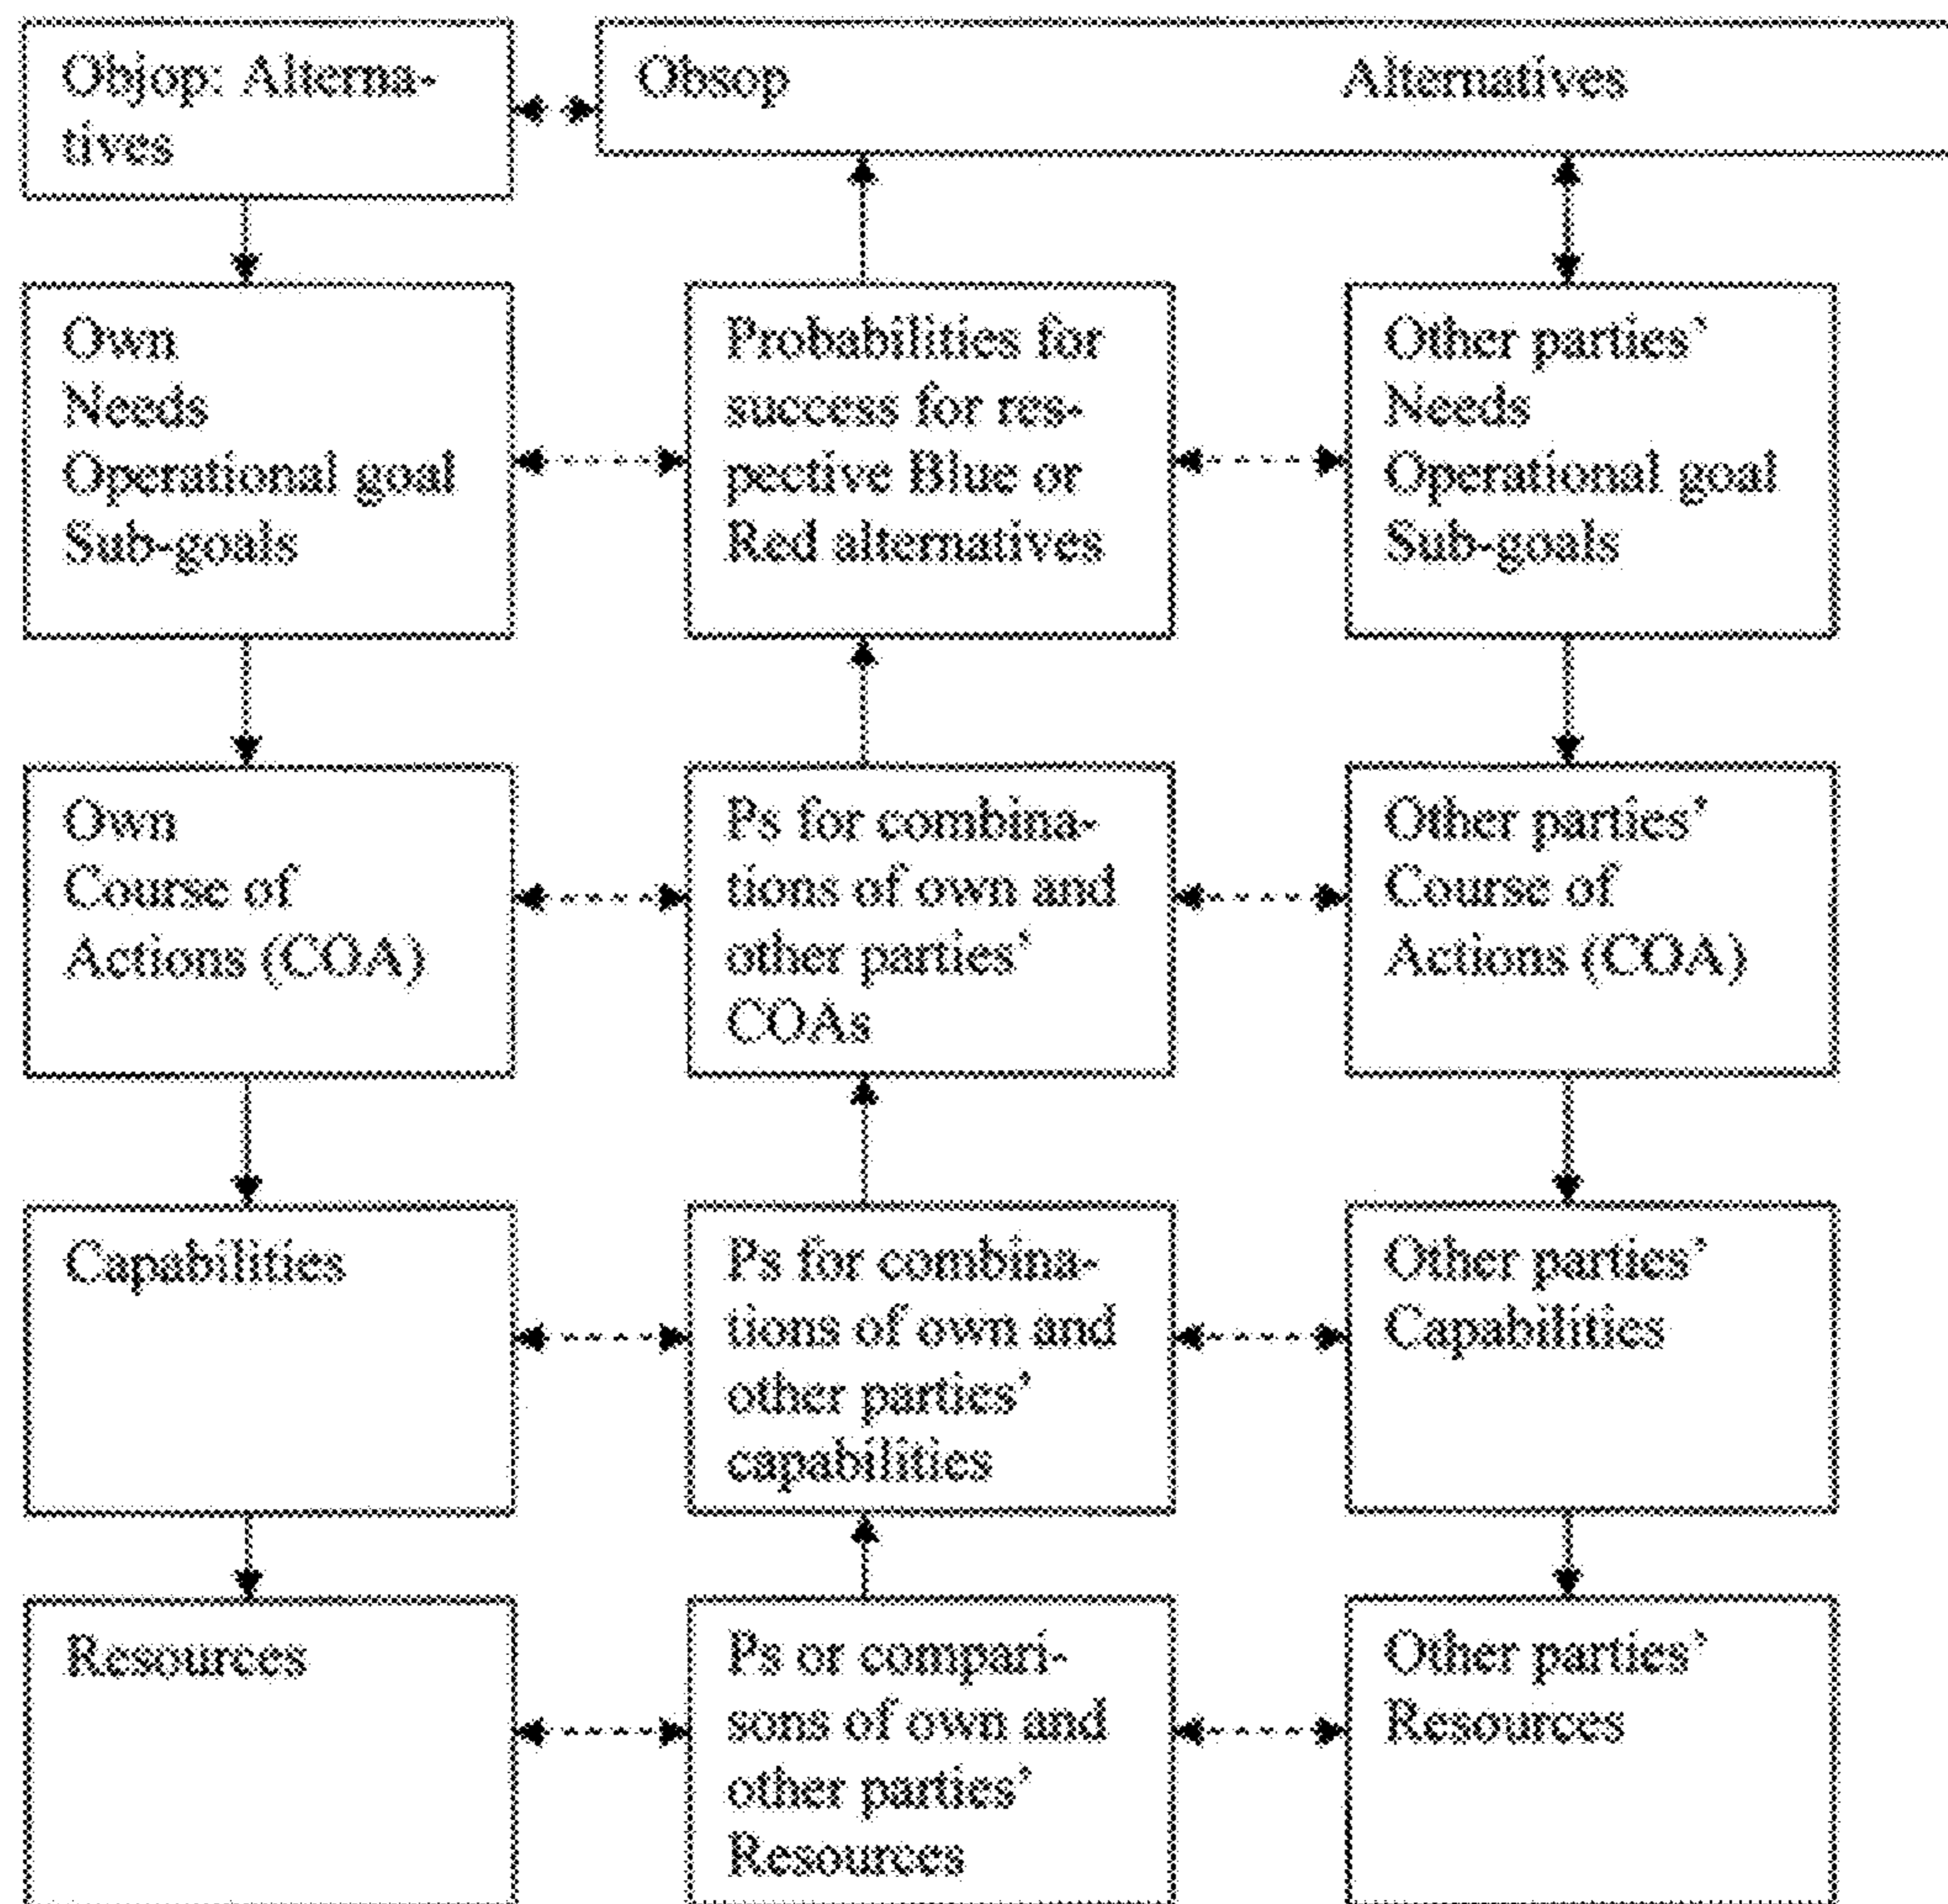 Objop: Alterna-
tives
Obsop Alternatives
Own
Needs
Operational goal
Sub-goals
Probabilities for
success for res-
pective Blue or
Red alternatives
Other parties’
Needs
Operational goal
Sub-goals
Own
Course of
Actions (COA)
Ps for combina-
tions of own and
other parties’
COAs
Other parties’
Course of
Actions (COA)
Capabilities
Ps for combina-
tions of own and
other parties’
capabilities
Other parties’
Capabilities
Resources
Ps or compari-
sons of own and
other parties’
Resources
Other parties’
Resources